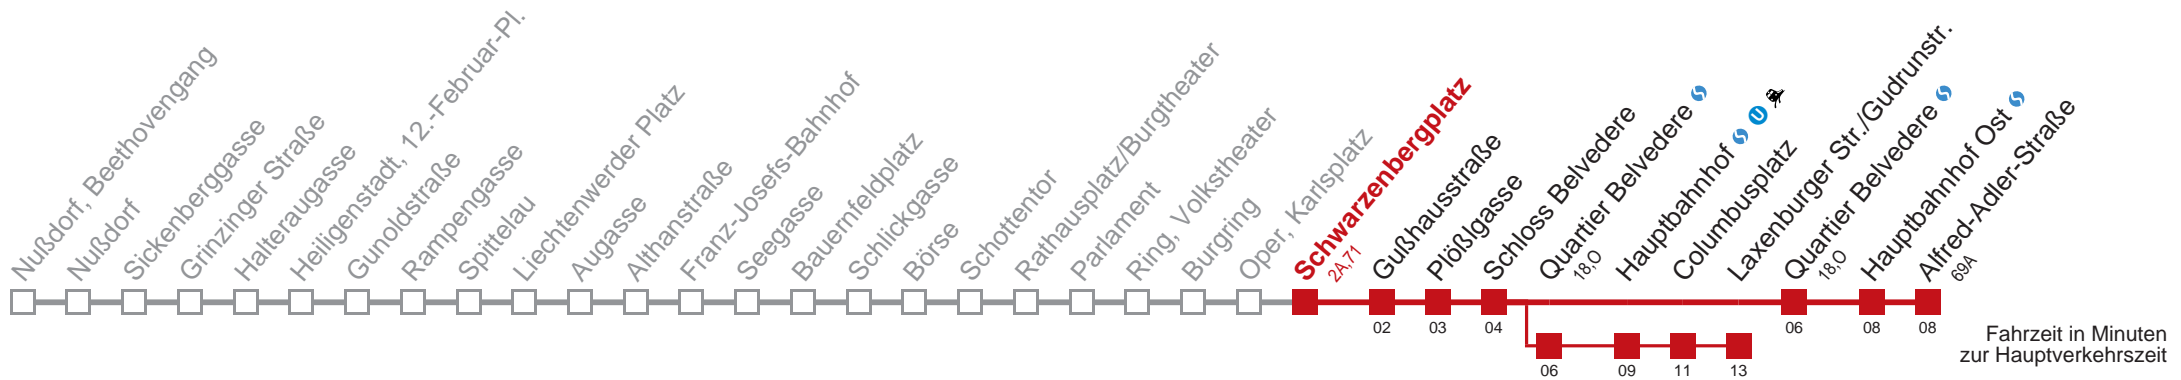 Nußdorf, Beethovengang
Nußdorf
Sickenberggasse
Grinzinger Straße
Halteraugasse
Heiligenstadt, 12.-Februar-Pl.
Gunoldstraße
Rampengasse
Spittelau
Liechtenwerder Platz
Augasse
Althanstraße
Franz-Josefs-Bahnhof
Seegasse
Bauernfeldplatz
Schlickgasse
Börse
Schottentor
Rathausplatz/Burgtheater
Parlament
Ring, Volkstheater
Burgring
Oper, Karlsplatz
Schwarzenbergplatz
2A,71
Gußhausstraße
Plößlgasse
Schloss Belvedere
Quartier Belvedere S
18,O
Hauptbahnhof S U
Columbusplatz
Laxenburger Str./Gudrunstr.
Quartier Belvedere S
18,O
Hauptbahnhof Ost S
Alfred-Adler-Straße
69A
02 03 04 06 08 08
06 09 11 13
Fahrzeit in Minuten
zur Hauptverkehrszeit